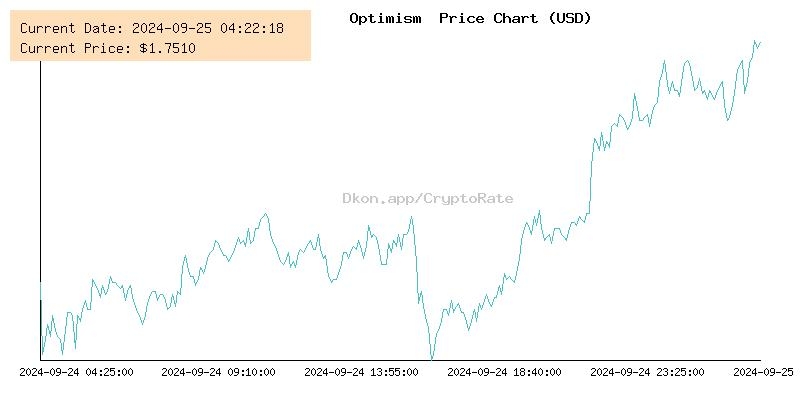 Optimism  Price Chart (USD)
Current Date: 2024-09-25 04:22:18
Current Price: $1.7510
Dkon.app/CryptoRate
2024-09-24 04:25:00 2024-09-24 09:10:00 2024-09-24 13:55:00 2024-09-24 18:40:00 2024-09-24 23:25:00 2024-09-25